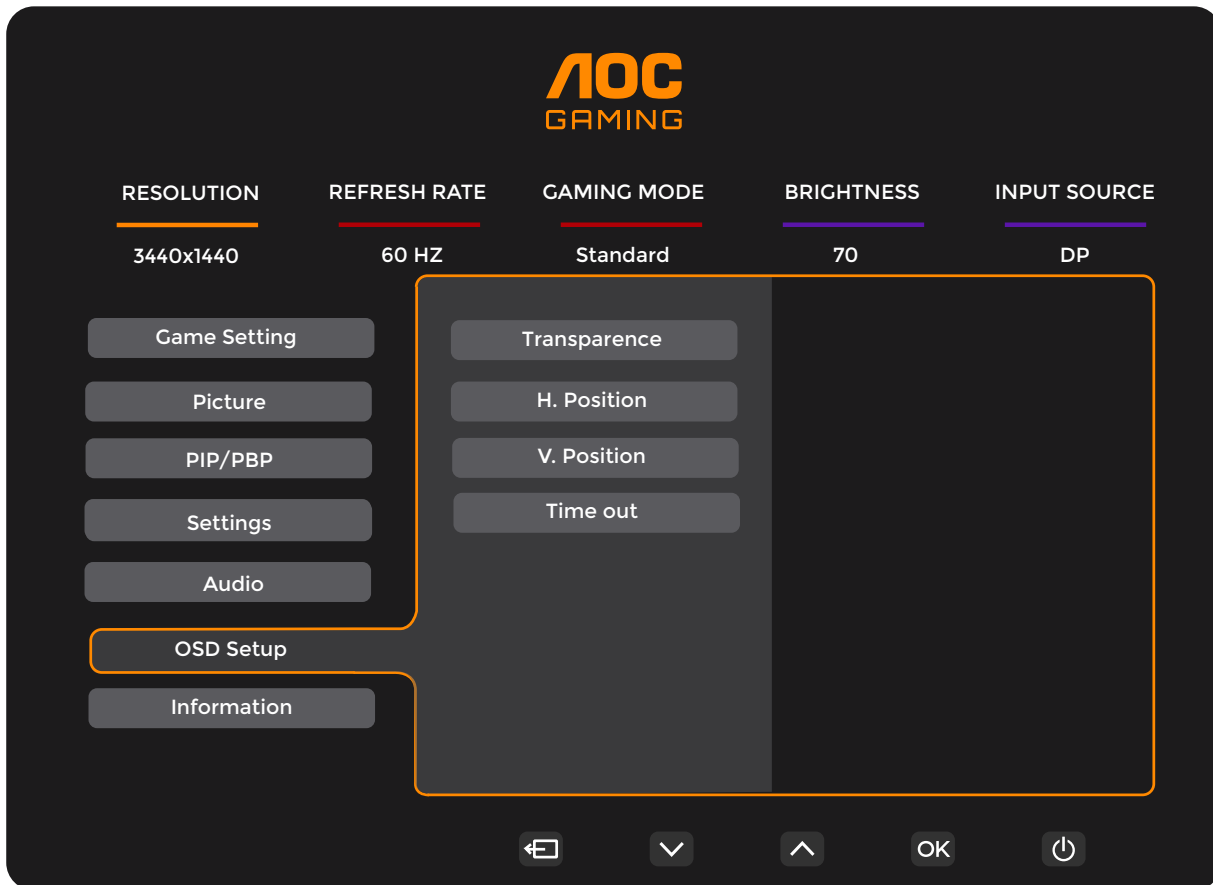 AOC
GAMING
RESOLUTION REFRESH RATE GAMING MODE BRIGHTNESS INPUT SOURCE
3440x1440 60 HZ Standard 70 DP
Game Setting
Picture
PIP/PBP
Settings
Audio
OSD Setup
Information
Transparence
H. Position
V. Position
Time out
OK